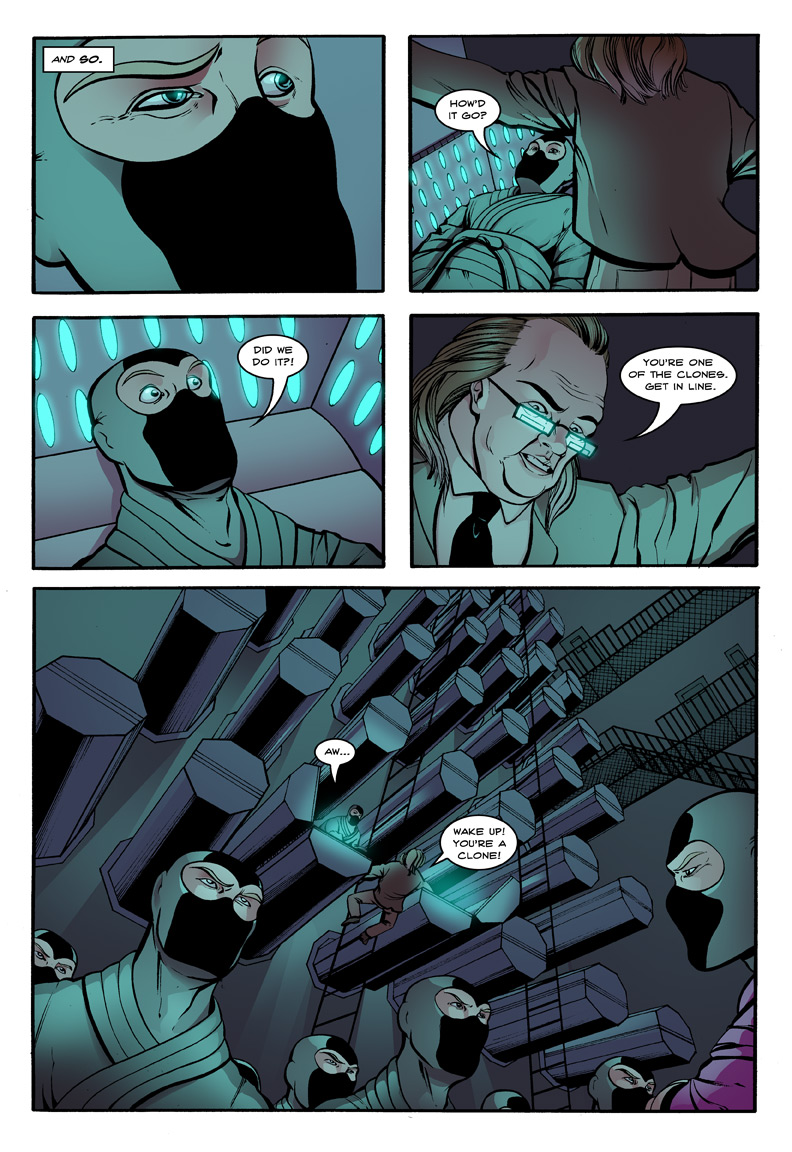 AND SO.
HOW'D
IT GO?
DID WE
DO IT?!
YOU'RE ONE
OF THE CLONES.
GET IN LINE.
AW...
WAKE UP!
YOU'RE A
CLONE!